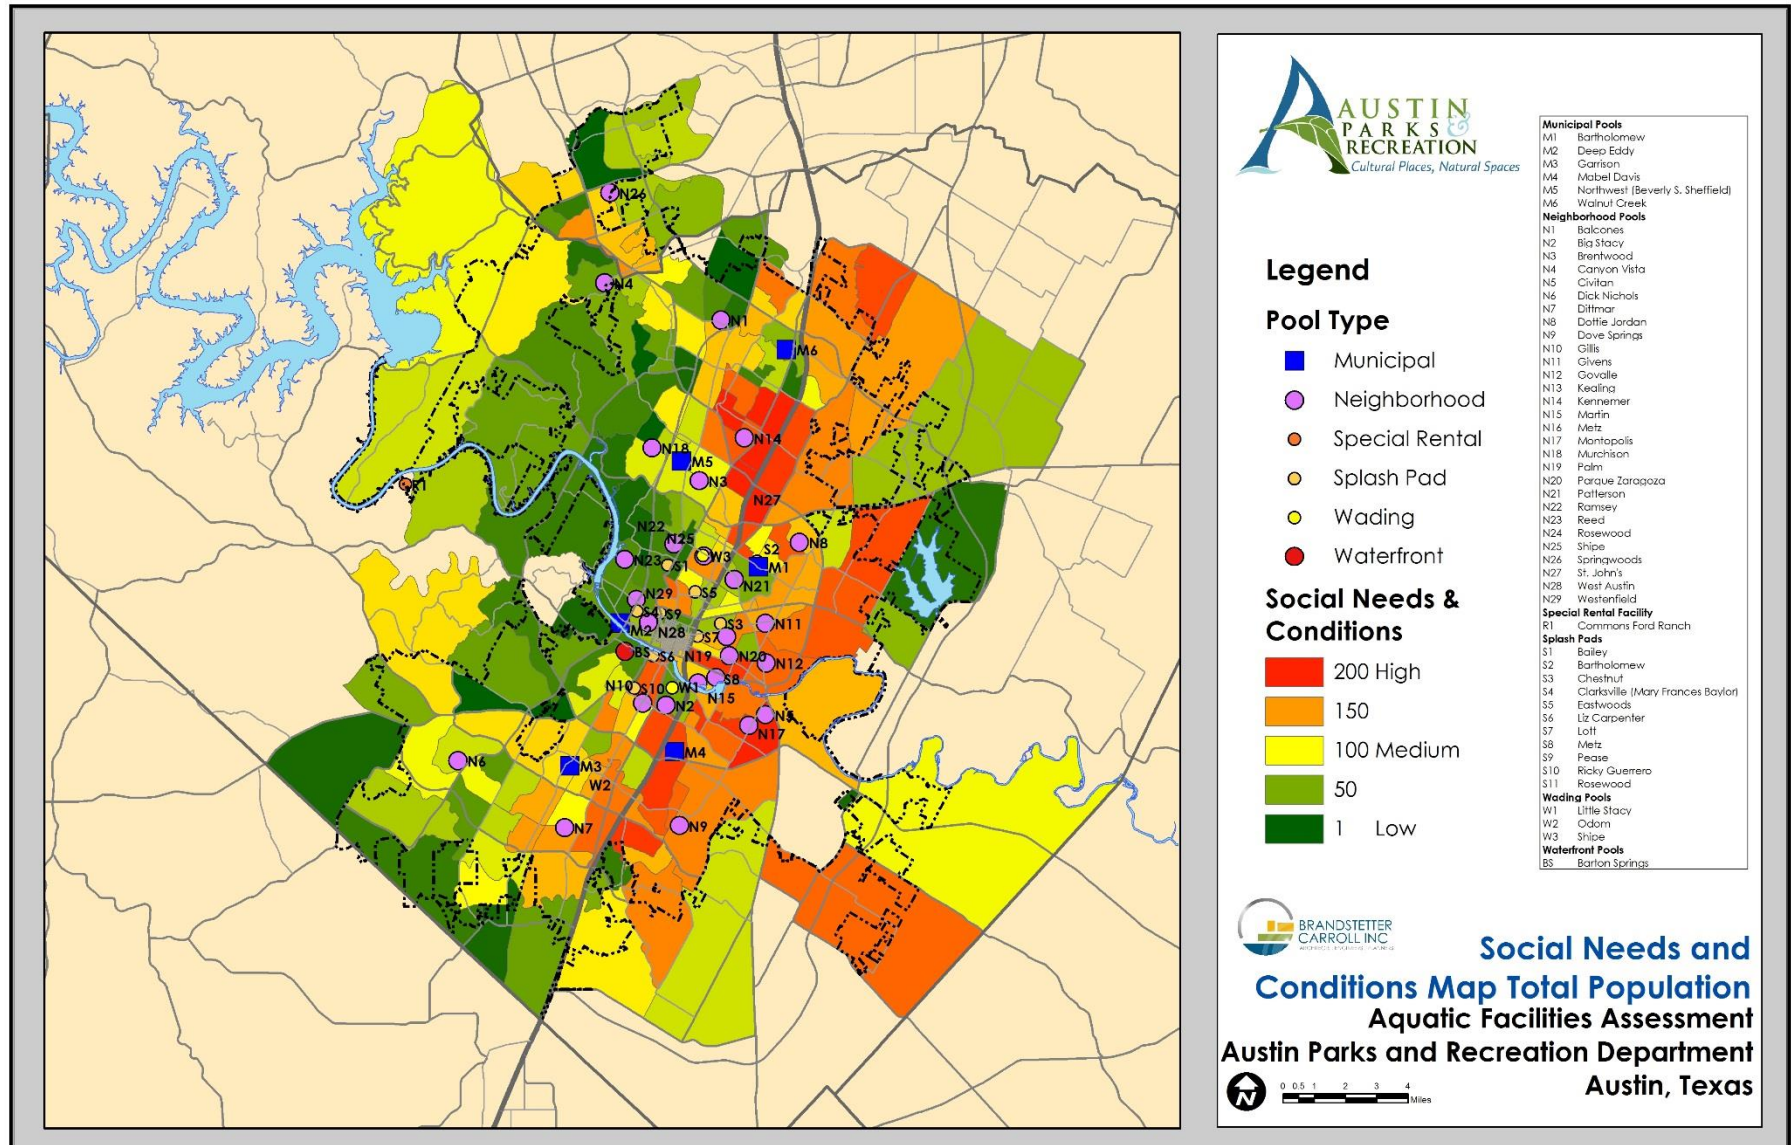 N26
N4
N1
M6
N14
N18
M5
N3
R1
N27
N22
N25
W3
S2
N8
N23
S1
M1
N29
S5
N21
S4
S9
M2
N28
S7
S3
N11
BS
S6
N19
N20
N12
N10
S10
W1
S8
N15
N2
N5
N17
M4
N6
M3
W2
N7
N9
AUSTIN
PARKS &
RECREATION
Cultural Places, Natural Spaces
Legend
Pool Type
Municipal
Neighborhood
Special Rental
Splash Pad
Wading
Waterfront
Social Needs &
Conditions
200 High
150
100 Medium
50
1 Low
Municipal Pools
M1 Bartholomew
M2 Deep Eddy
M3 Garrison
M4 Mabel Davis
M5 Northwest (Beverly S. Sheffield)
M6 Walnut Creek
Neighborhood Pools
N1 Balcones
N2 Big Stacy
N3 Brentwood
N4 Canyon Vista
N5 Civitan
N6 Dick Nichols
N7 Dittmar
N8 Dottie Jordan
N9 Dove Springs
N10 Gillis
N11 Givens
N12 Govalle
N13 Kealing
N14 Kennemer
N15 Martin
N16 Metz
N17 Montopolis
N18 Murchison
N19 Palm
N20 Parque Zaragoza
N21 Patterson
N22 Ramsey
N23 Reed
N24 Rosewood
N25 Shipe
N26 Springwoods
N27 St. John's
N28 West Austin
N29 Westenfield
Special Rental Facility
R1 Commons Ford Ranch
Splash Pads
S1 Bailey
S2 Bartholomew
S3 Chestnut
S4 Clarksville (Mary Frances Baylor)
S5 Eastwoods
S6 Liz Carpenter
S7 Lott
S8 Metz
S9 Pease
S10 Ricky Guerrero
S11 Rosewood
Wading Pools
W1 Little Stacy
W2 Odom
W3 Shipe
Waterfront Pools
BS Barton Springs
BRANDSTETTER
CARROLL INC
Social Needs and
Conditions Map Total Population
Aquatic Facilities Assessment
Austin Parks and Recreation Department
Austin, Texas
N
0 0.5 1 2 3 4
Miles